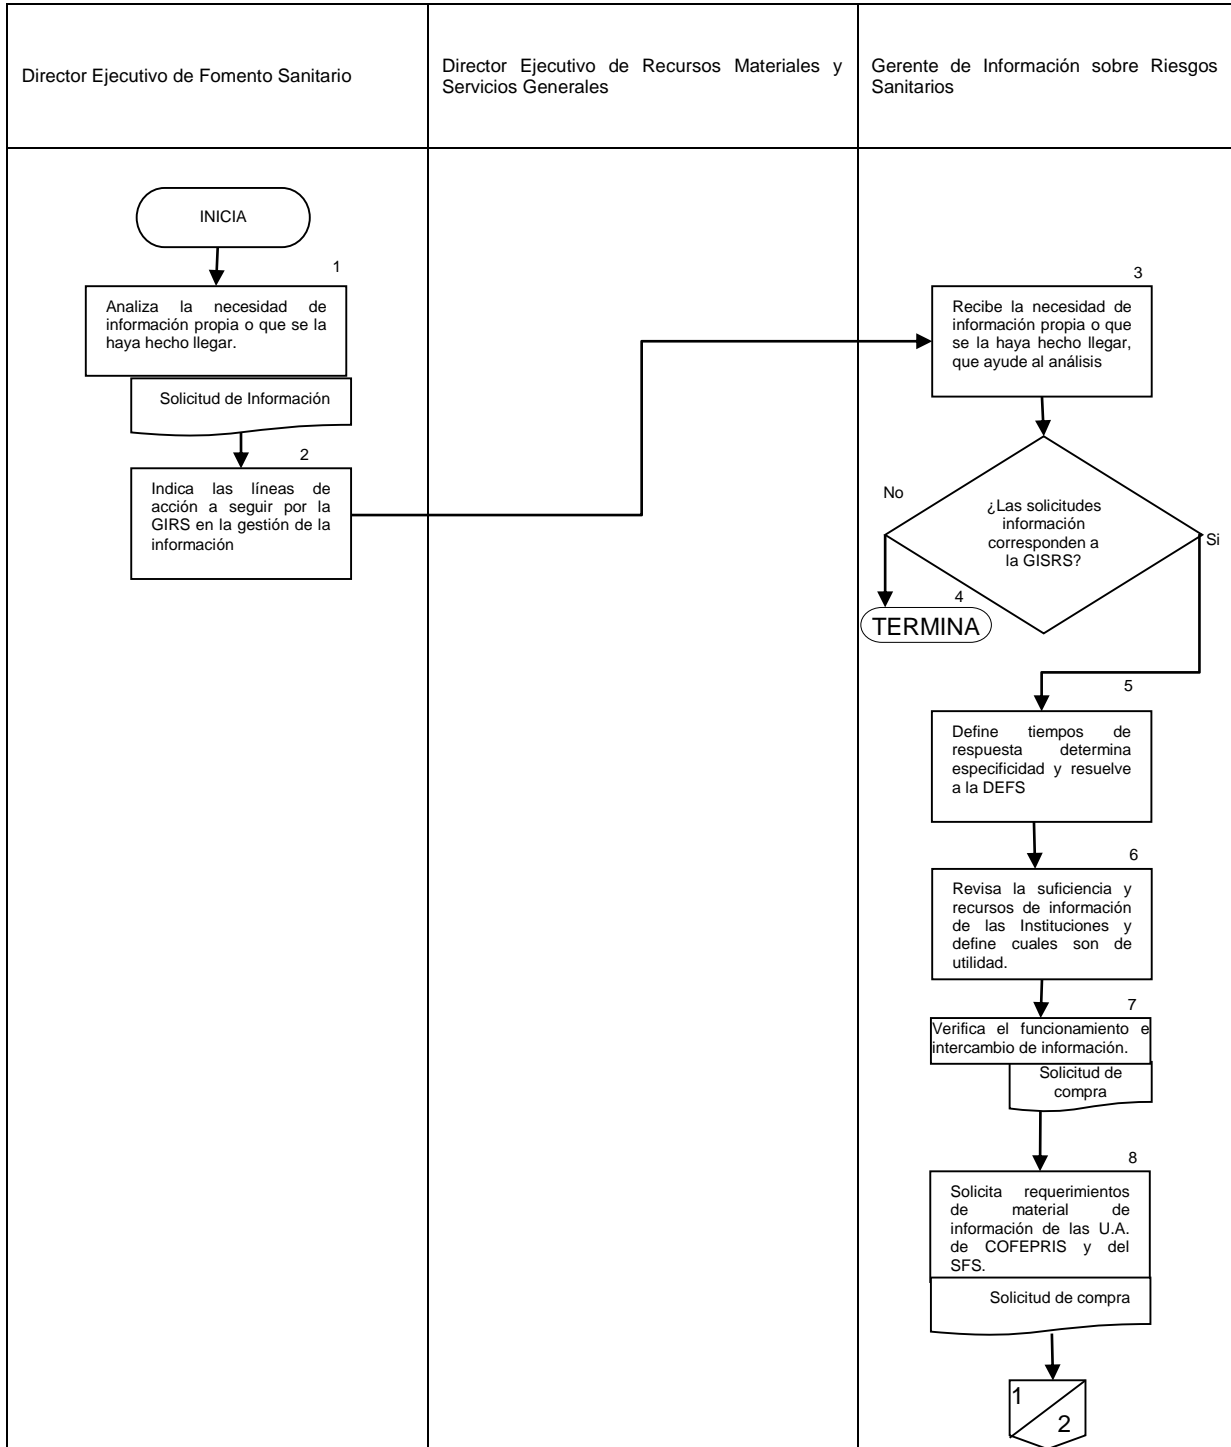 Director Ejecutivo de Fomento Sanitario
Director Ejecutivo de Recursos Materiales y
Servicios Generales
Gerente de Información sobre Riesgos
Sanitarios
INICIA
1
Analiza la necesidad de
información propia o que se la
haya hecho llegar.
Solicitud de Información
2
Indica las líneas de
acción a seguir por la
GIRS en la gestión de la
información
3
Recibe la necesidad de
información propia o que
se la haya hecho llegar,
que ayude al análisis
No
¿Las solicitudes
información
corresponden a
la GISRS?
Si
4
TERMINA
5
Define tiempos de
respuesta determina
especificidad y resuelve
a la DEFS
6
Revisa la suficiencia y
recursos de información
de las Instituciones y
define cuales son de
utilidad.
7
Verifica el funcionamiento e
intercambio de información.
Solicitud de
compra
8
Solicita requerimientos
de material de
información de las U.A.
de COFEPRIS y del
SFS.
Solicitud de compra
1
2